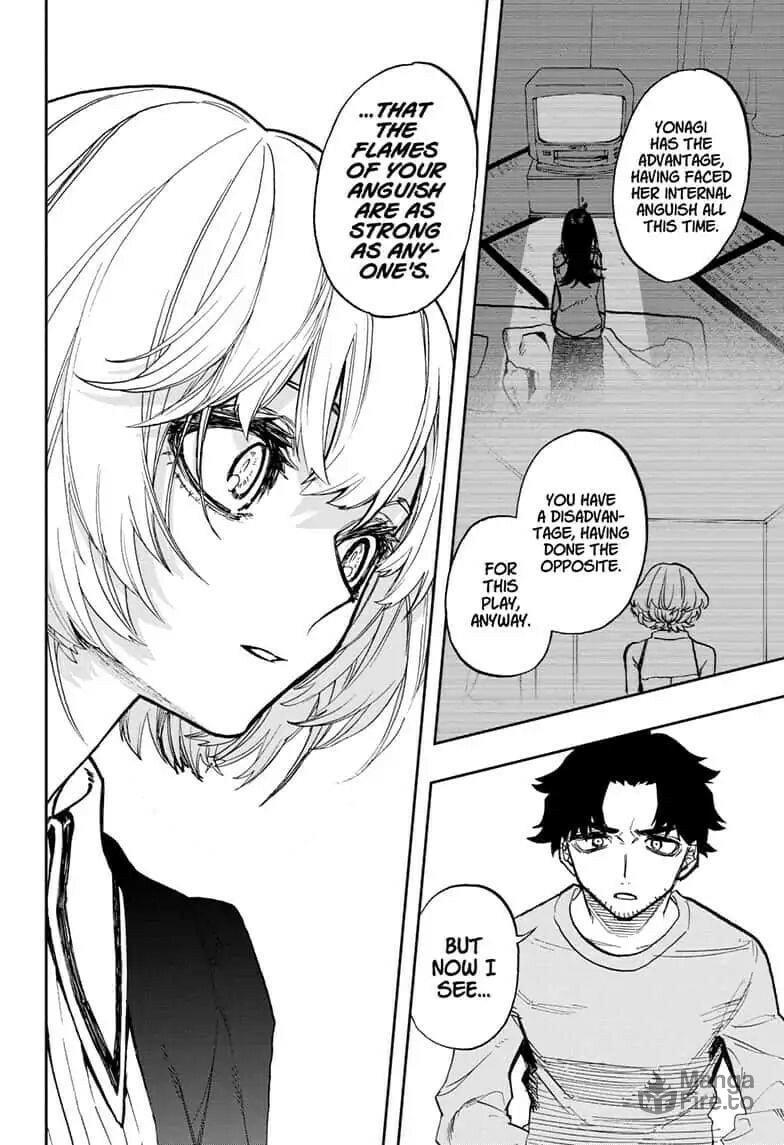 YONAGI
HAS THE
ADVANTAGE,
HAVING FACED
HER INTERNAL
ANGUISH ALL
THIS TIME.
YOU HAVE
A DISADVAN-
TAGE, HAVING
DONE THE
OPPOSITE.
FOR
THIS
PLAY,
ANYWAY.
BUT
NOW I
SEE...
...THAT
THE
FLAMES
OF YOUR
ANGUISH
ARE AS
STRONG
AS ANY-
ONE'S.
Manga
Fire.to